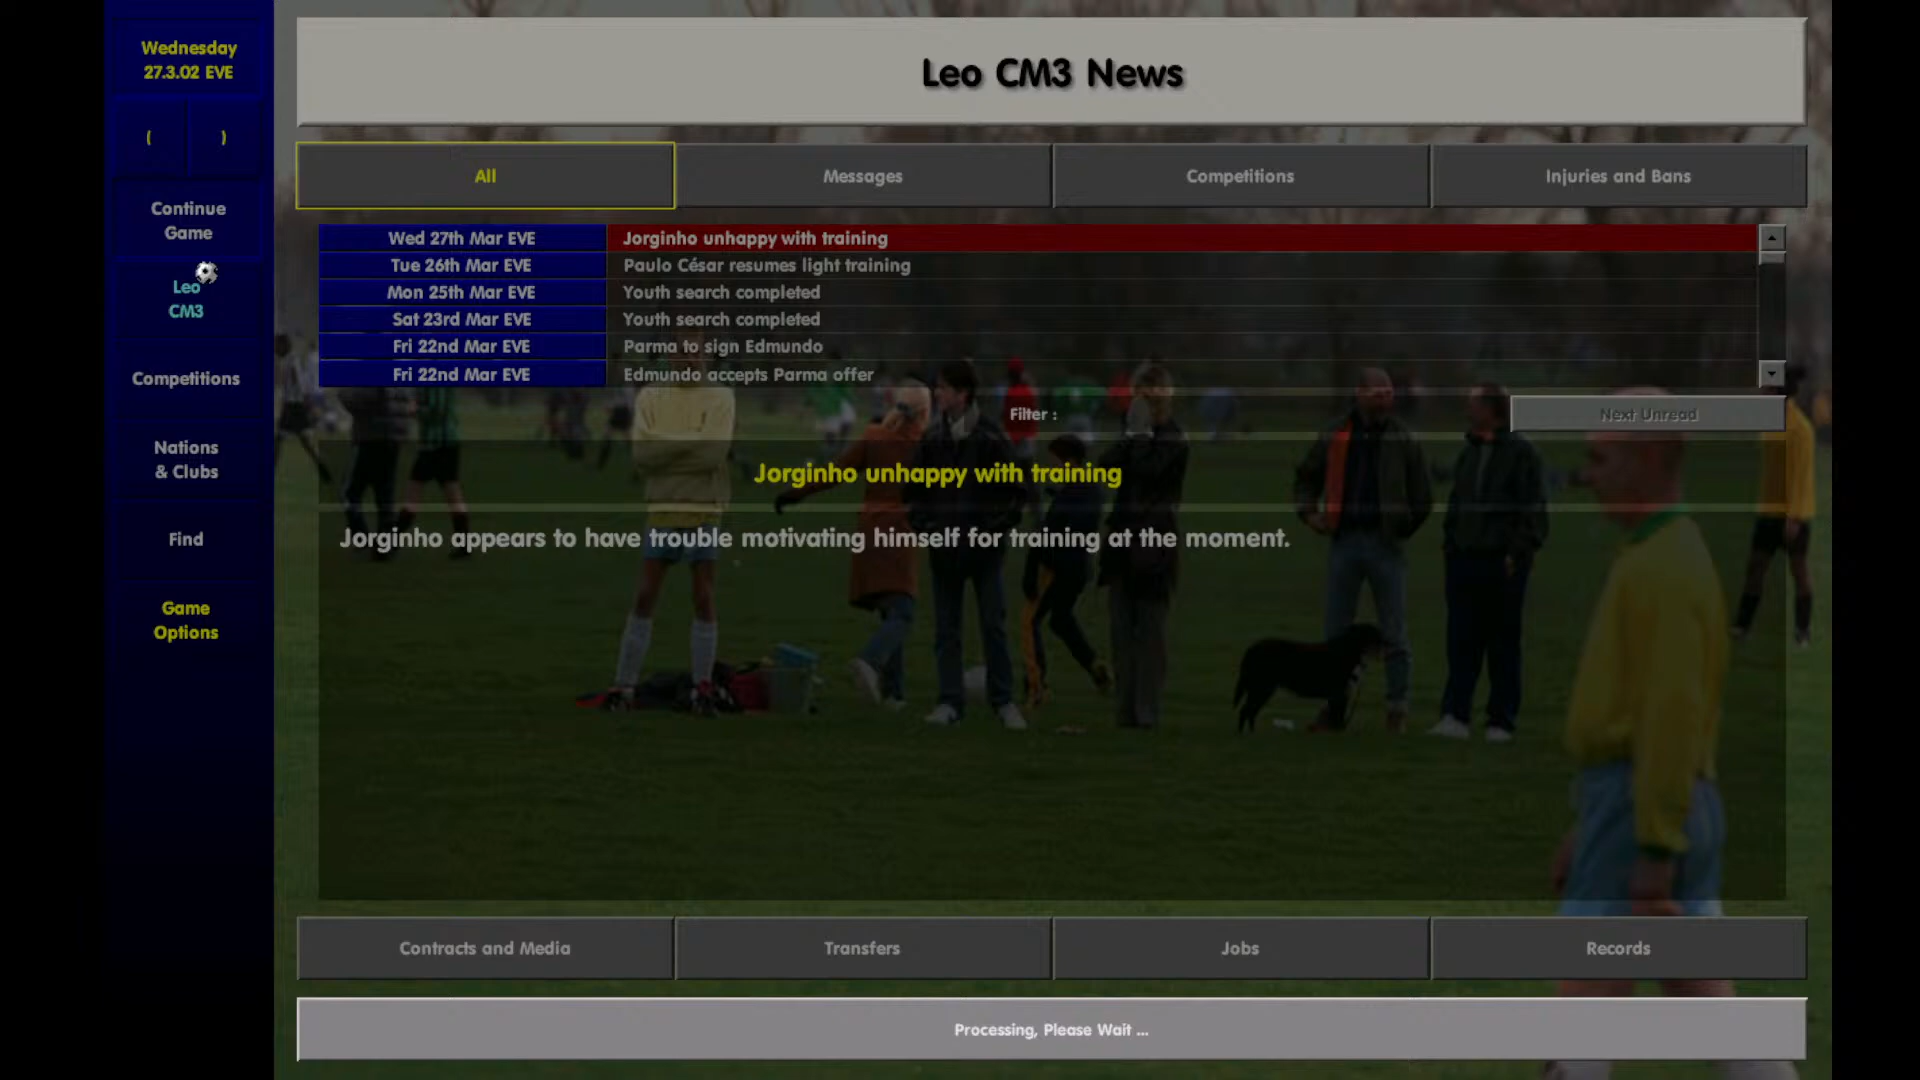 Wednesday
27.3.02 EVE
( )
Continue
Game
Leo
CM3
Competitions
Nations
& Clubs
Find
Game
Options
Leo CM3 News
All Messages Competitions Injuries and Bans
Wed 27th Mar EVE Jorginho unhappy with training
Tue 26th Mar EVE Paulo César resumes light training
Mon 25th Mar EVE Youth search completed
Sat 23rd Mar EVE Youth search completed
Fri 22nd Mar EVE Parma to sign Edmundo
Fri 22nd Mar EVE Edmundo accepts Parma offer
Filter : Next Unread
Jorginho unhappy with training
Jorginho appears to have trouble motivating himself for training at the moment.
Contracts and Media Transfers Jobs Records
Processing, Please Wait ...